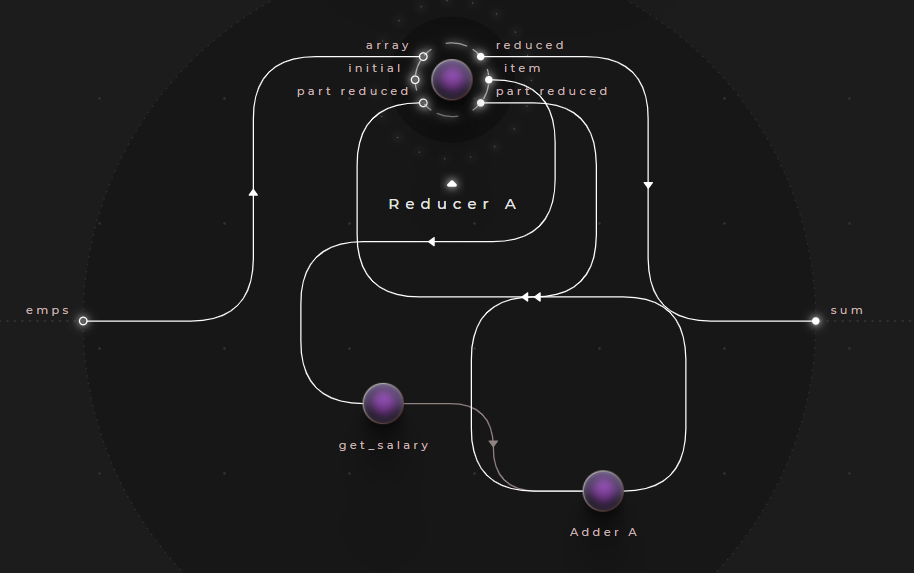 array
reduced
initial
item
part reduced
part reduced
Reducer A
emps
sum
get_salary
Adder A